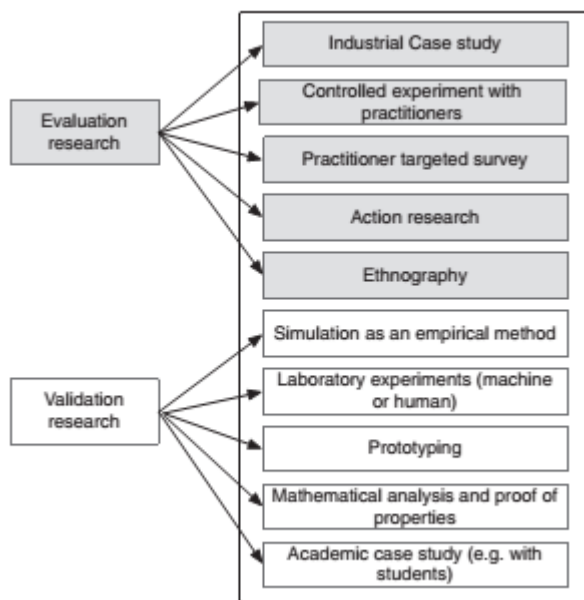 Industrial Case study
Controlled experiment with
practitioners
Evaluation
research
Practitioner targeted survey
Action research
Ethnography
Simulation as an empirical method
Laboratory experiments (machine
or human)
Validation
research
Prototyping
Mathematical analysis and proof of
properties
Academic case study (e.g. with
students)